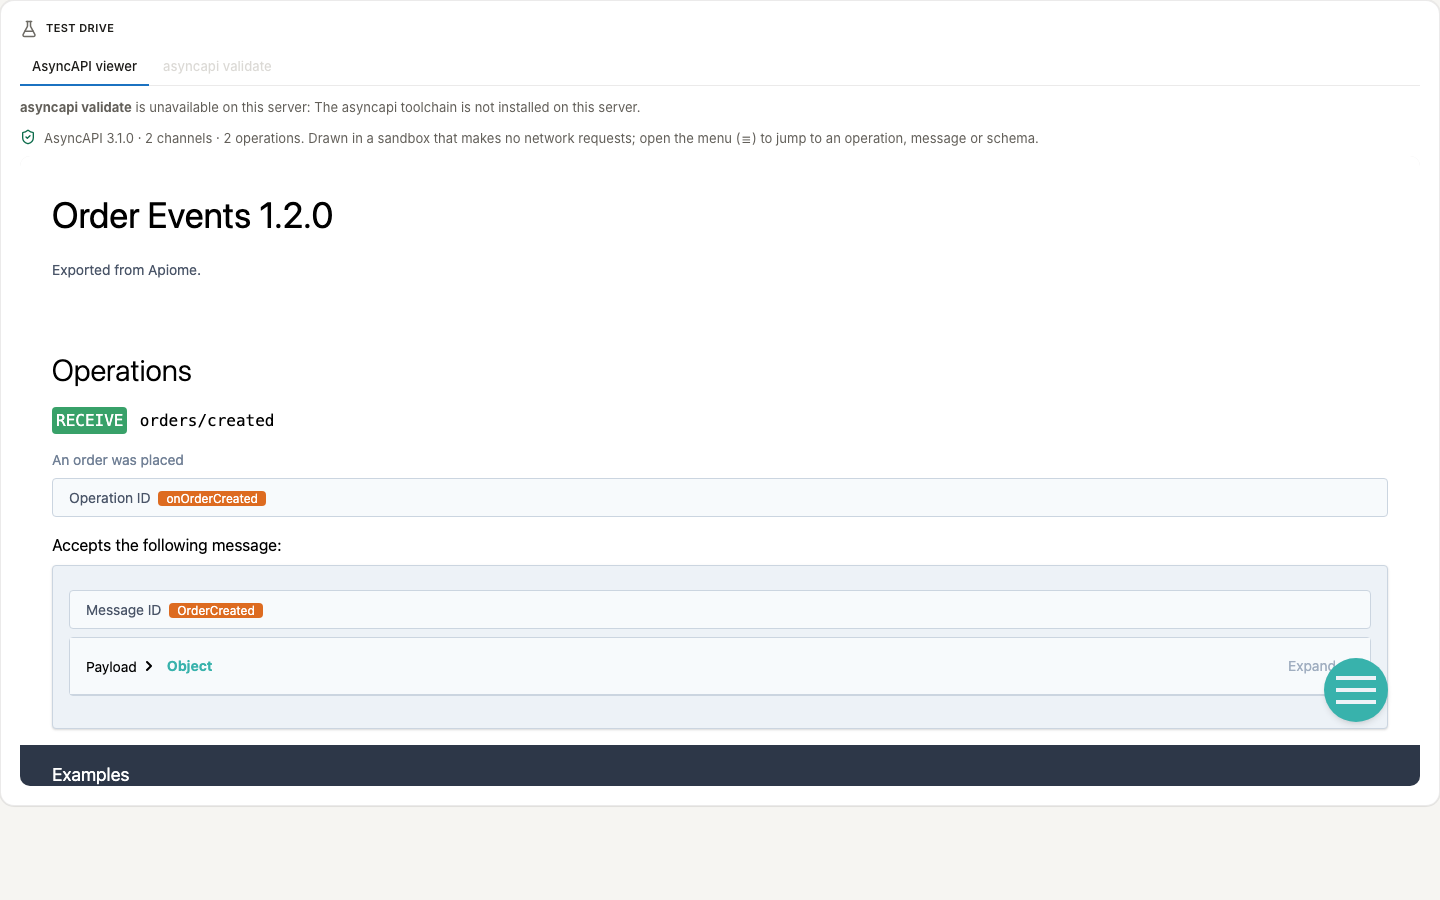 TEST DRIVE
AsyncAPI viewer
asyncapi validate
asyncapi validate is unavailable on this server: The asyncapi toolchain is not installed on this server.
AsyncAPI 3.1.0 · 2 channels · 2 operations. Drawn in a sandbox that makes no network requests; open the menu (≡) to jump to an operation, message or schema.
Order Events 1.2.0
Exported from Apiome.
Operations
RECEIVE orders/created
An order was placed
Operation ID onOrderCreated
Accepts the following message:
Message ID OrderCreated
Payload Object
Expand
Examples